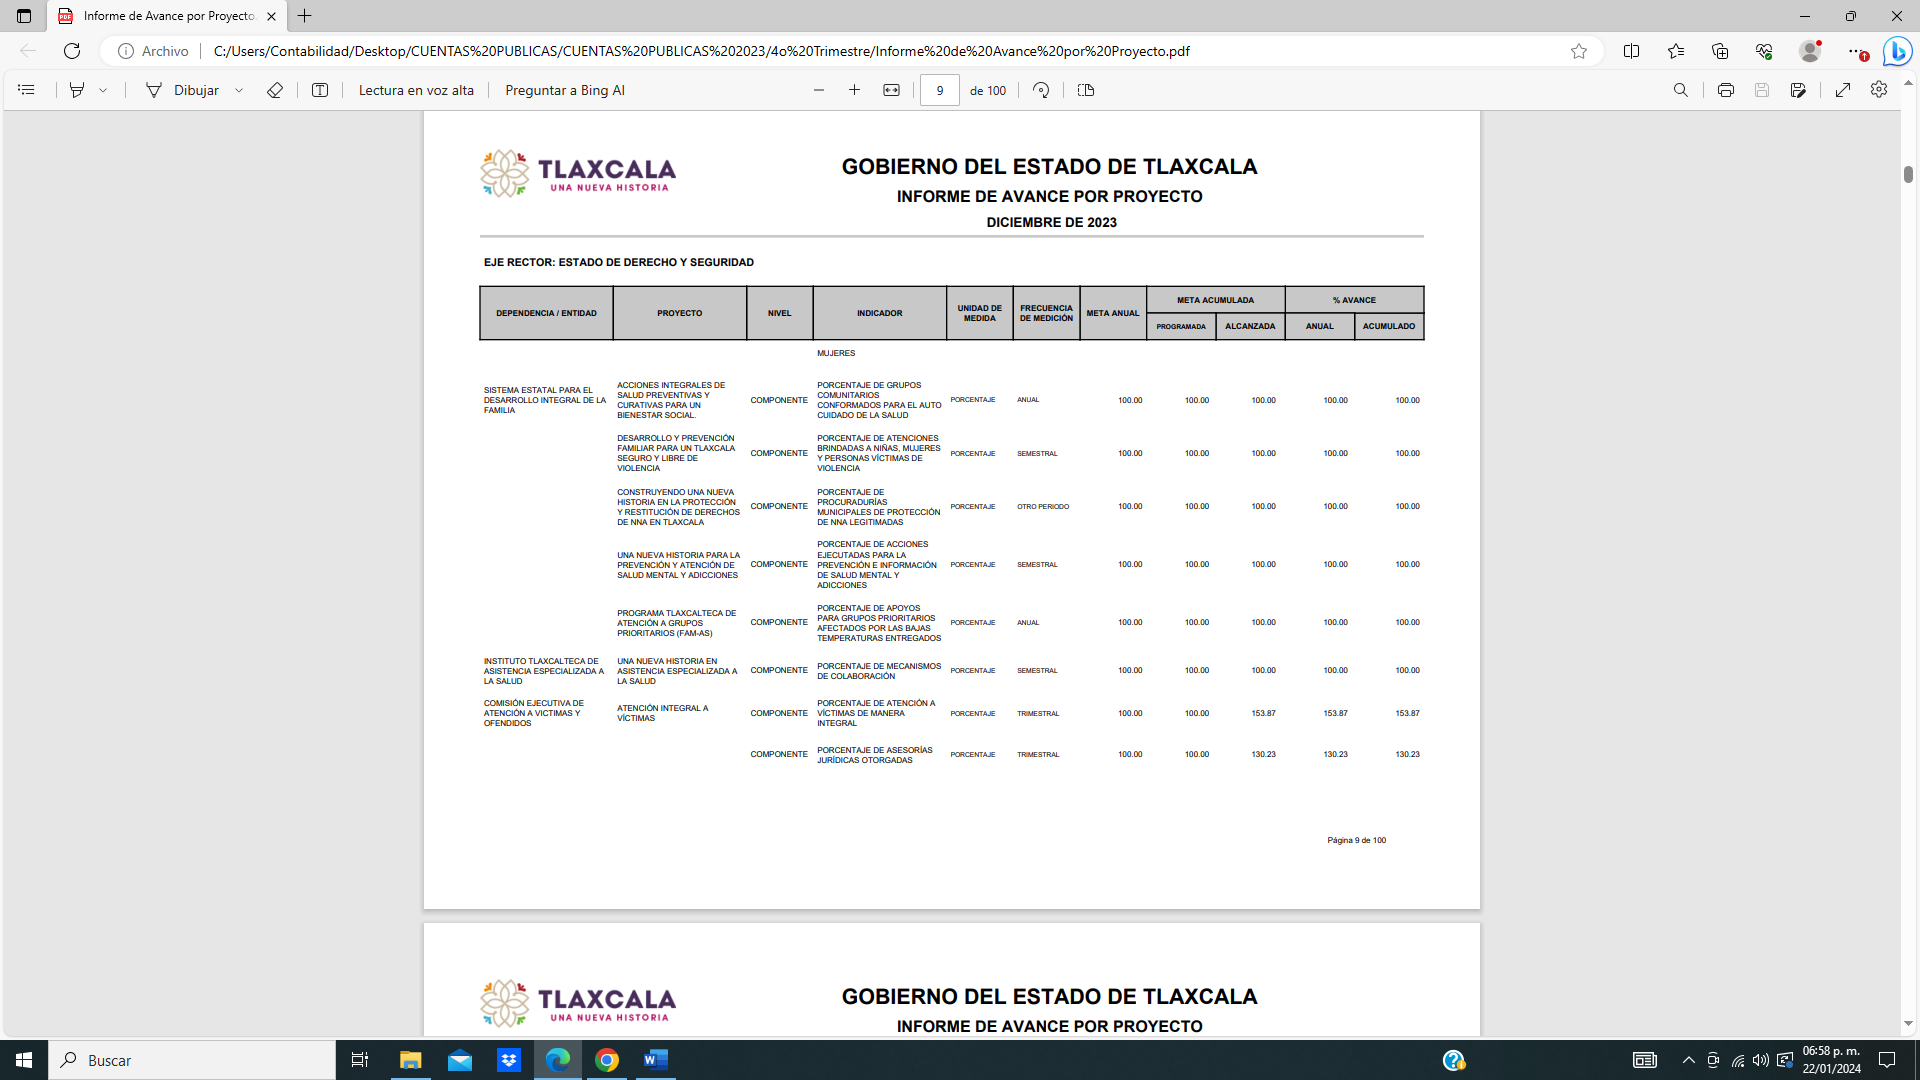 Informe de Avance por Proyecto.
Archivo
C:/Users/Contabilidad/Desktop/CUENTAS%20PUBLICAS/CUENTAS%20PUBLICAS%202023/4o%20Trimestre/Informe%20de%20Avance%20por%20Proyecto.pdf
Dibujar
Lectura en voz alta
Preguntar a Bing AI
9
de 100
TLAXCALA
UNA NUEVA HISTORIA
GOBIERNO DEL ESTADO DE TLAXCALA
INFORME DE AVANCE POR PROYECTO
DICIEMBRE DE 2023
EJE RECTOR: ESTADO DE DERECHO Y SEGURIDAD
DEPENDENCIA / ENTIDAD
PROYECTO
NIVEL
INDICADOR
UNIDAD DE
MEDIDA
FRECUENCIA
DE MEDICIÓN
META ANUAL
META ACUMULADA
PROGRAMADA
ALCANZADA
% AVANCE
ANUAL
ACUMULADO
MUJERES
SISTEMA ESTATAL PARA EL
DESARROLLO INTEGRAL DE LA
FAMILIA
ACCIONES INTEGRALES DE
SALUD PREVENTIVAS Y
CURATIVAS PARA UN
BIENESTAR SOCIAL.
COMPONENTE
PORCENTAJE DE GRUPOS
COMUNITARIOS
CONFORMADOS PARA EL AUTO
CUIDADO DE LA SALUD
PORCENTAJE
ANUAL
100.00
100.00
100.00
100.00
100.00
DESARROLLO Y PREVENCIÓN
FAMILIAR PARA UN TLAXCALA
SEGURO Y LIBRE DE
VIOLENCIA
COMPONENTE
PORCENTAJE DE ATENCIONES
BRINDADAS A NIÑAS, MUJERES
Y PERSONAS VÍCTIMAS DE
VIOLENCIA
PORCENTAJE
SEMESTRAL
100.00
100.00
100.00
100.00
100.00
CONSTRUYENDO UNA NUEVA
HISTORIA EN LA PROTECCIÓN
Y RESTITUCIÓN DE DERECHOS
DE NNA EN TLAXCALA
COMPONENTE
PORCENTAJE DE
PROCURADURÍAS
MUNICIPALES DE PROTECCIÓN
DE NNA LEGITIMADAS
PORCENTAJE
OTRO PERIODO
100.00
100.00
100.00
100.00
100.00
UNA NUEVA HISTORIA PARA LA
PREVENCIÓN Y ATENCIÓN DE
SALUD MENTAL Y ADICCIONES
COMPONENTE
PORCENTAJE DE ACCIONES
EJECUTADAS PARA LA
PREVENCIÓN E INFORMACIÓN
DE SALUD MENTAL Y
ADICCIONES
PORCENTAJE
SEMESTRAL
100.00
100.00
100.00
100.00
100.00
PROGRAMA TLAXCALTECA DE
ATENCIÓN A GRUPOS
PRIORITARIOS (FAM-AS)
COMPONENTE
PORCENTAJE DE APOYOS
PARA GRUPOS PRIORITARIOS
AFECTADOS POR LAS BAJAS
TEMPERATURAS ENTREGADOS
PORCENTAJE
ANUAL
100.00
100.00
100.00
100.00
100.00
INSTITUTO TLAXCALTECA DE
ASISTENCIA ESPECIALIZADA A
LA SALUD
UNA NUEVA HISTORIA EN
ASISTENCIA ESPECIALIZADA A
LA SALUD
COMPONENTE
PORCENTAJE DE MECANISMOS
DE COLABORACIÓN
PORCENTAJE
SEMESTRAL
100.00
100.00
100.00
100.00
100.00
COMISIÓN EJECUTIVA DE
ATENCIÓN A VICTIMAS Y
OFENDIDOS
ATENCIÓN INTEGRAL A
VÍCTIMAS
COMPONENTE
PORCENTAJE DE ATENCIÓN A
VÍCTIMAS DE MANERA
INTEGRAL
PORCENTAJE
TRIMESTRAL
100.00
100.00
153.87
153.87
153.87
COMPONENTE
PORCENTAJE DE ASESORÍAS
JURÍDICAS OTORGADAS
PORCENTAJE
TRIMESTRAL
100.00
100.00
130.23
130.23
130.23
Página 9 de 100
TLAXCALA
UNA NUEVA HISTORIA
GOBIERNO DEL ESTADO DE TLAXCALA
INFORME DE AVANCE POR PROYECTO
Buscar
06:58 p. m.
22/01/2024